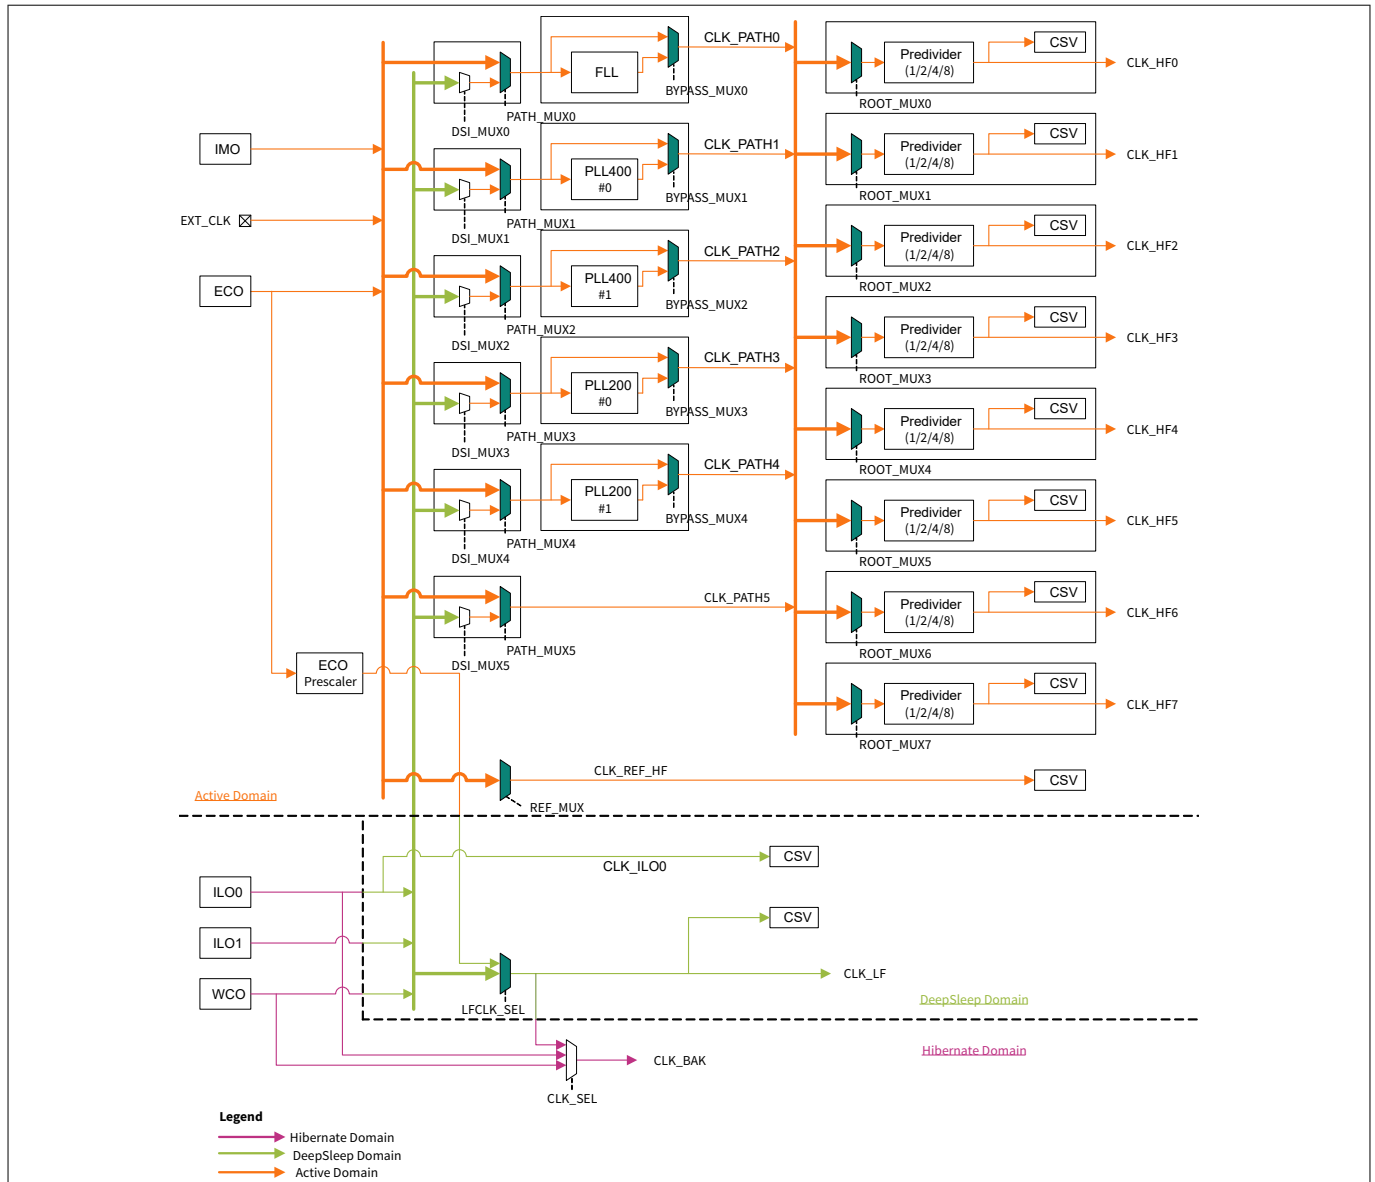 CLK_PATH0
CSV
Predivider
(1/2/4/8)
CLK_HF0
FLL
BYPASS_MUX0
ROOT_MUX0
PATH_MUX0
DSI_MUX0
IMO
CLK_PATH1
CSV
Predivider
(1/2/4/8)
CLK_HF1
PLL400
#0
BYPASS_MUX1
ROOT_MUX1
PATH_MUX1
DSI_MUX1
EXT_CLK
CLK_PATH2
CSV
Predivider
(1/2/4/8)
CLK_HF2
PLL400
#1
BYPASS_MUX2
ROOT_MUX2
PATH_MUX2
DSI_MUX2
ECO
CLK_PATH3
CSV
Predivider
(1/2/4/8)
CLK_HF3
PLL200
#0
BYPASS_MUX3
ROOT_MUX3
PATH_MUX3
DSI_MUX3
CLK_PATH4
CSV
Predivider
(1/2/4/8)
CLK_HF4
PLL200
#1
BYPASS_MUX4
ROOT_MUX4
PATH_MUX4
DSI_MUX4
CSV
Predivider
(1/2/4/8)
CLK_HF5
ROOT_MUX5
CLK_PATH5
CSV
Predivider
(1/2/4/8)
CLK_HF6
ROOT_MUX6
PATH_MUX5
DSI_MUX5
ECO
Prescaler
CSV
Predivider
(1/2/4/8)
CLK_HF7
ROOT_MUX7
CLK_REF_HF
CSV
REF_MUX
Active Domain
CSV
CLK_ILO0
ILO0
CSV
ILO1
CLK_LF
WCO
LFCLK_SEL
DeepSleep Domain
Hibernate Domain
CLK_BAK
CLK_SEL
Legend
Hibernate Domain
DeepSleep Domain
Active Domain